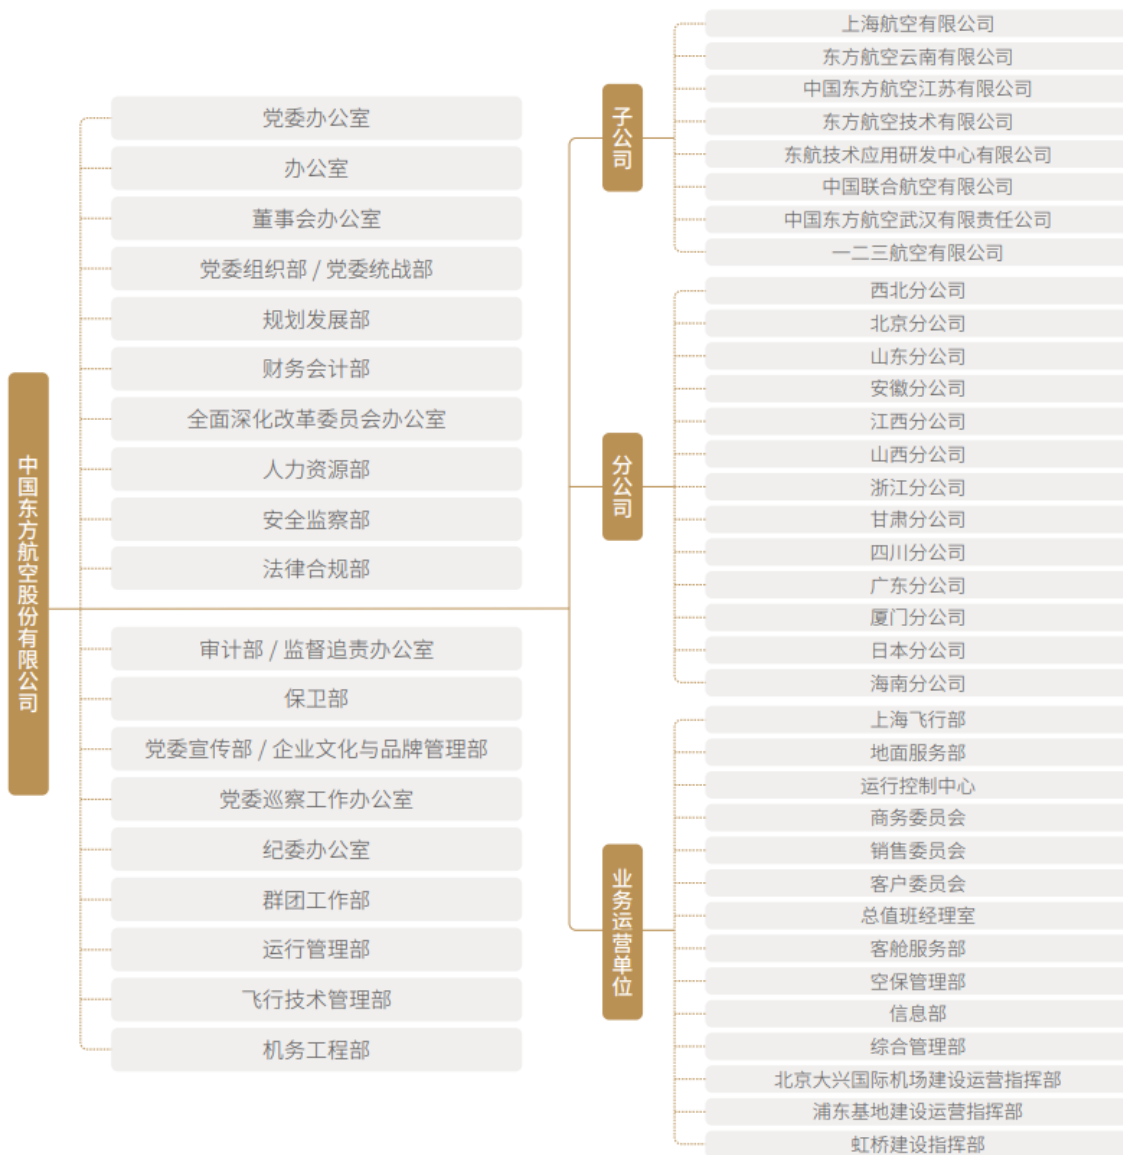 中国东方航空股份有限公司
党委办公室
办公室
董事会办公室
党委组织部 / 党委统战部
规划发展部
财务会计部
全面深化改革委员会办公室
人力资源部
安全监察部
法律合规部
审计部 / 监督追责办公室
保卫部
党委宣传部 / 企业文化与品牌管理部
党委巡察工作办公室
纪委办公室
群团工作部
运行管理部
飞行技术管理部
机务工程部
子公司
上海航空有限公司
东方航空云南有限公司
中国东方航空江苏有限公司
东方航空技术有限公司
东航技术应用研发中心有限公司
中国联合航空有限公司
中国东方航空武汉有限责任公司
一二三航空有限公司
分公司
西北分公司
北京分公司
山东分公司
安徽分公司
江西分公司
山西分公司
浙江分公司
甘肃分公司
四川分公司
广东分公司
厦门分公司
日本分公司
海南分公司
业务运营单位
上海飞行部
地面服务部
运行控制中心
商务委员会
销售委员会
客户委员会
总值班经理室
客舱服务部
空保管理部
信息部
综合管理部
北京大兴国际机场建设运营指挥部
浦东基地建设运营指挥部
虹桥建设指挥部